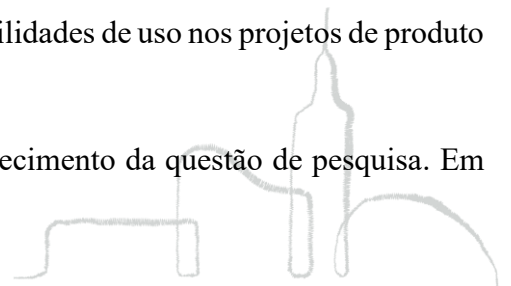 ilidades de uso nos projetos de produto
ecimento da questão de pesquisa. Em